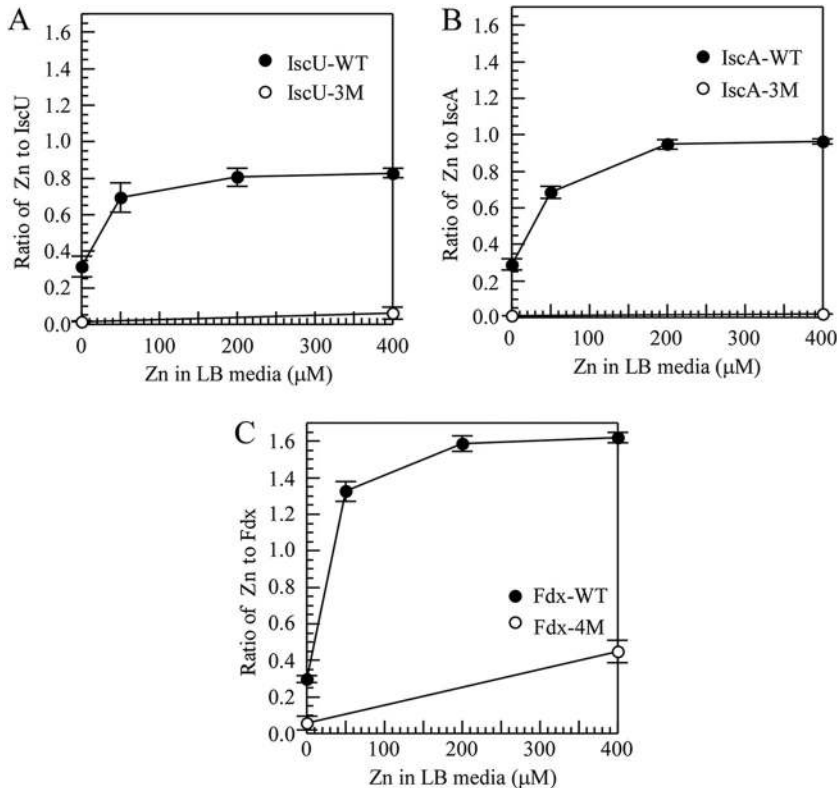 A
1.6
1.4
1.2
1.0
0.8
0.6
0.4
0.2
0.0
Ratio of Zn to IscU
IscU-WT
IscU-3M
0 100 200 300 400
Zn in LB media (μM)
B
1.6
1.4
1.2
1.0
0.8
0.6
0.4
0.2
0.0
Ratio of Zn to IscA
IscA-WT
IscA-3M
0 100 200 300 400
Zn in LB media (μM)
C
1.6
1.4
1.2
1.0
0.8
0.6
0.4
0.2
0.0
Ratio of Zn to Fdx
Fdx-WT
Fdx-4M
0 100 200 300 400
Zn in LB media (μM)